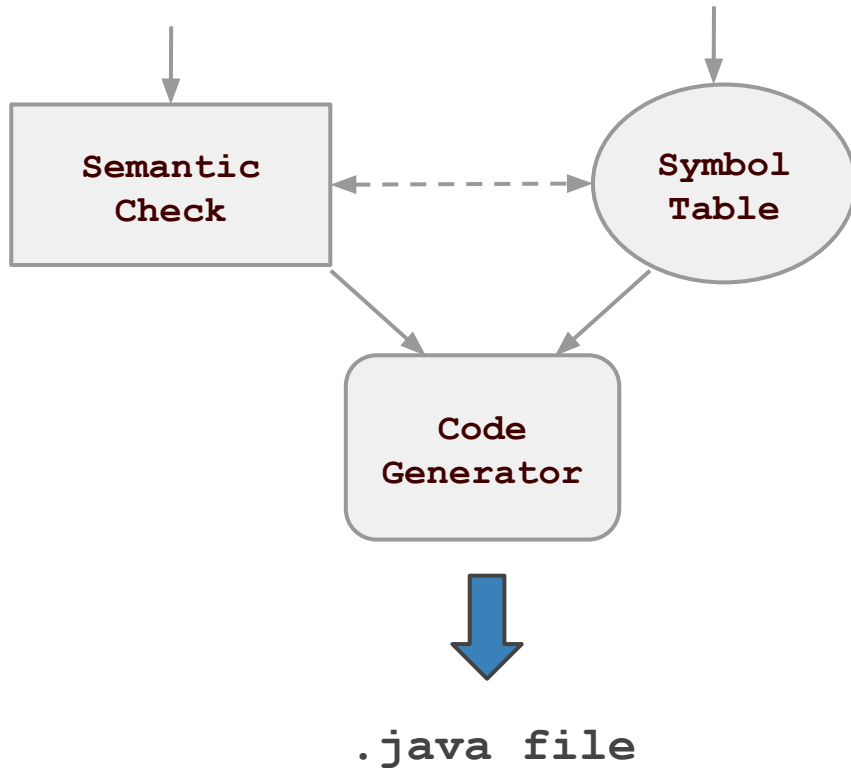 Semantic
Check
Symbol
Table
Code
Generator
.java file